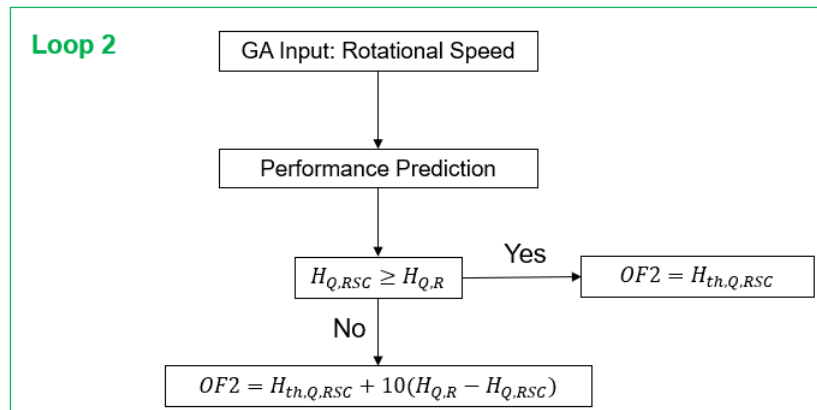 Loop 2
GA Input: Rotational Speed
Performance Prediction
Yes
$H_{Q,RSC} \geq H_{Q,R}$
$OF2 = H_{th,Q,RSC}$
No
$OF2 = H_{th,Q,RSC} + 10(H_{Q,R} - H_{Q,RSC})$